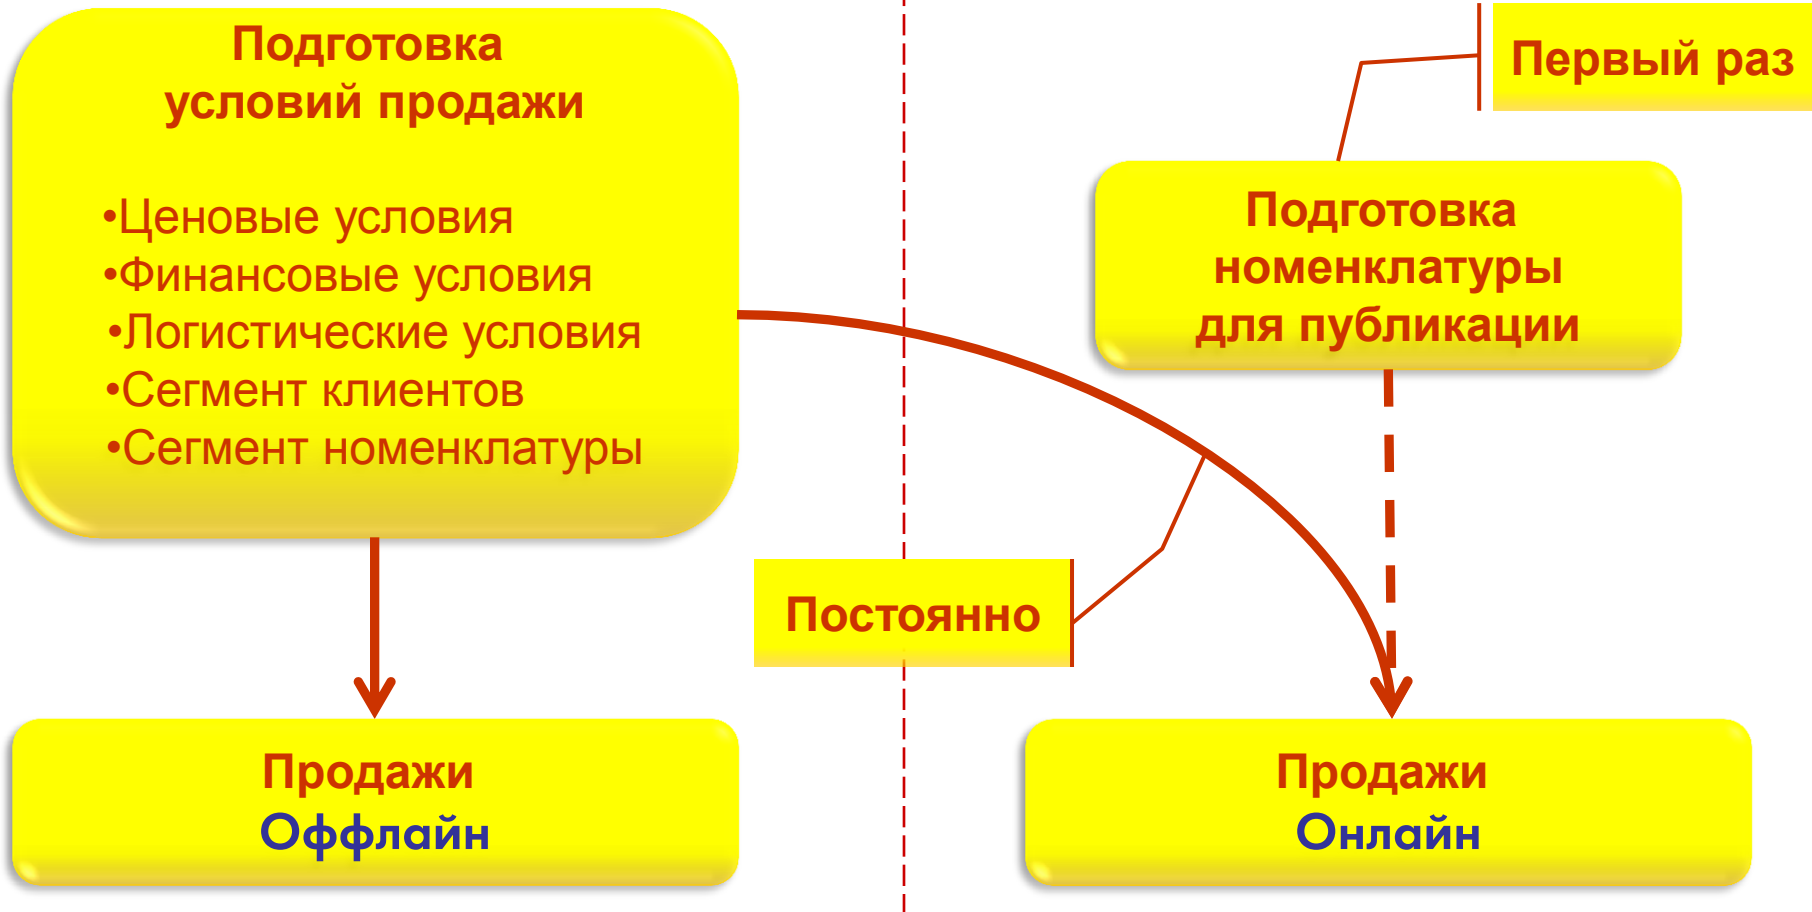 Подготовка
условий продажи
•Ценовые условия
•Финансовые условия
•Логистические условия
•Сегмент клиентов
•Сегмент номенклатуры
Первый раз
Подготовка
номенклатуры
для публикации
Постоянно
Продажи
Оффлайн
Продажи
Онлайн